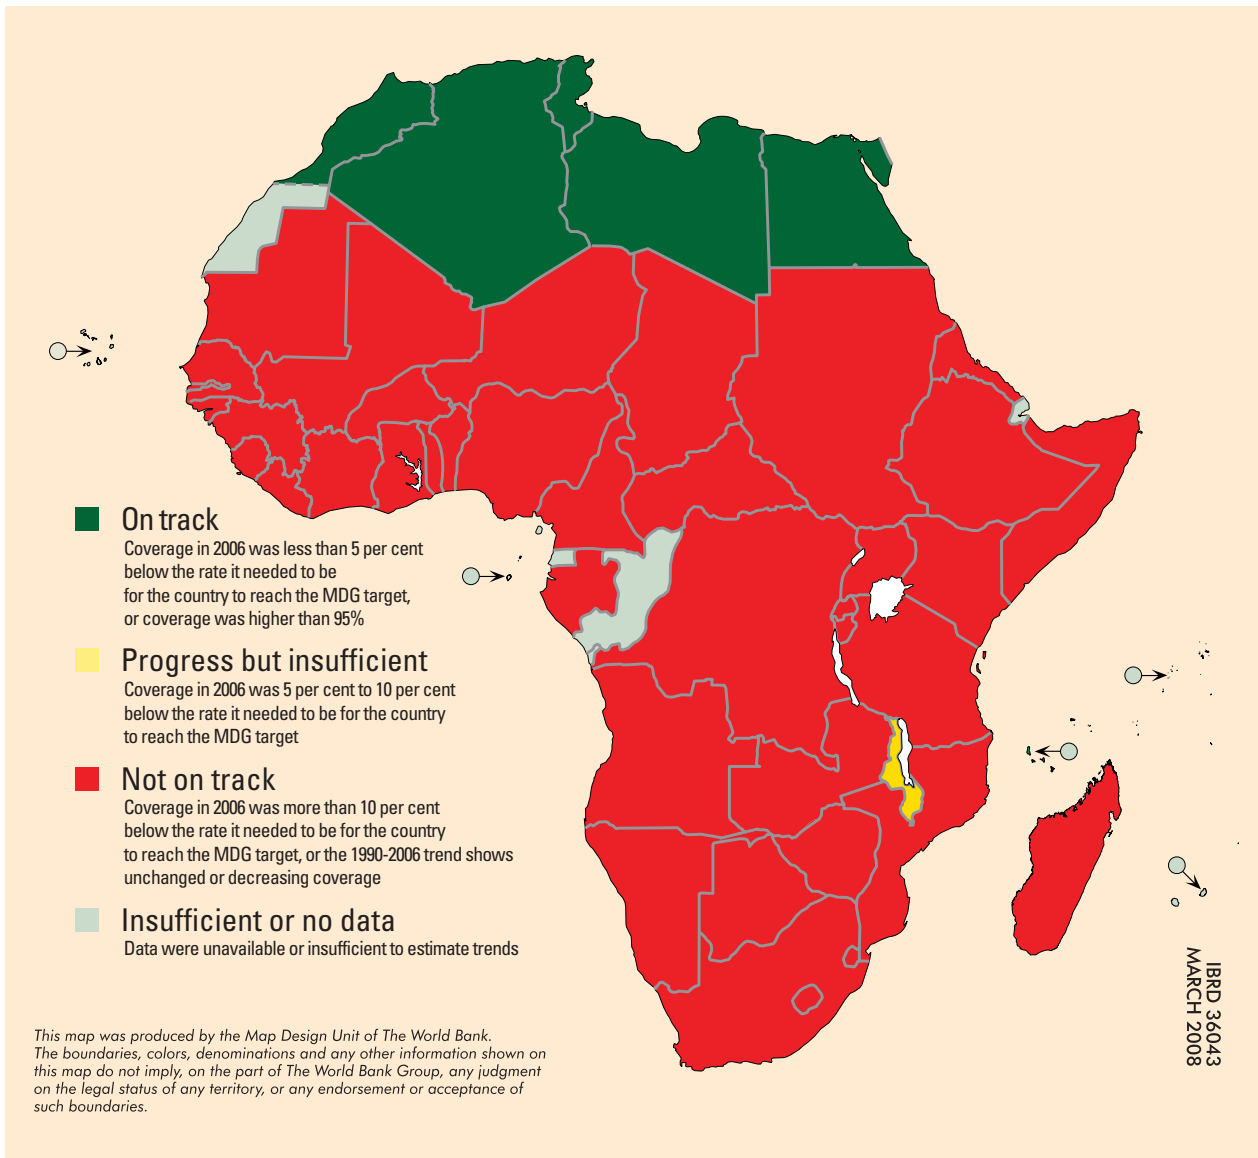 On track
Coverage in 2006 was less than 5 per cent
below the rate it needed to be
for the country to reach the MDG target,
or coverage was higher than 95%
Progress but insufficient
Coverage in 2006 was 5 per cent to 10 per cent
below the rate it needed to be for the country
to reach the MDG target
Not on track
Coverage in 2006 was more than 10 per cent
below the rate it needed to be for the country
to reach the MDG target, or the 1990-2006 trend shows
unchanged or decreasing coverage
Insufficient or no data
Data were unavailable or insufficient to estimate trends
This map was produced by the Map Design Unit of The World Bank.
The boundaries, colors, denominations and any other information shown on
this map do not imply, on the part of The World Bank Group, any judgment
on the legal status of any territory, or any endorsement or acceptance of
such boundaries.
IBRD 36043
MARCH 2008